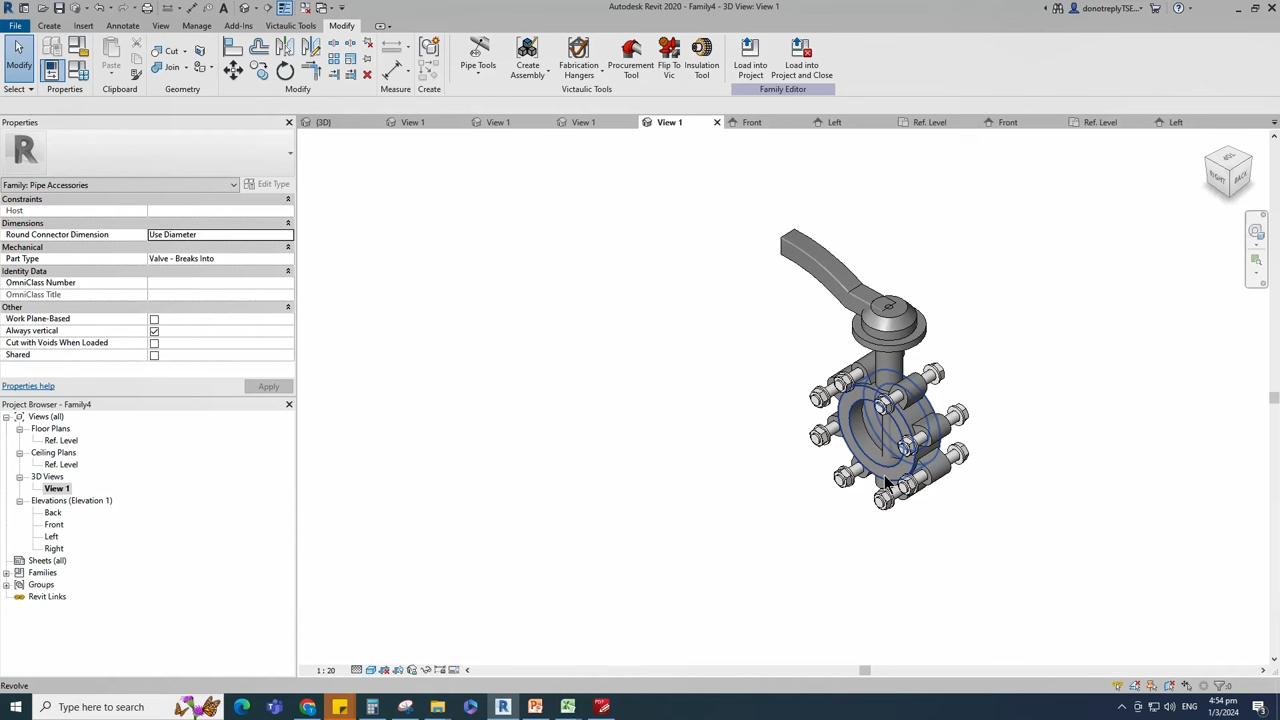 Autodesk Revit 2020 - Family4 - 3D View: View 1
donotreplyTSE...
File Create Insert Annotate View Manage Add-Ins Victaulic Tools Modify
Modify Paste Cut Join Pipe Tools Create Assembly Fabrication Hangers Procurement Tool Flip To Vic Insulation Tool Load into Project Load into Project and Close
Select Properties Clipboard Geometry Modify Measure Create Victaulic Tools Family Editor
Properties
{3D} View 1 View 1 View 1 View 1 Front Left Ref. Level Front Ref. Level Left
Family: Pipe Accessories Edit Type
Constraints
Host
Dimensions
Round Connector Dimension Use Diameter
Mechanical
Part Type Valve - Breaks Into
Identity Data
OmniClass Number
OmniClass Title
Other
Work Plane-Based
Always vertical
Cut with Voids When Loaded
Shared
Properties help Apply
TOP
RIGHT BACK
Project Browser - Family4
Views (all)
Floor Plans
Ref. Level
Ceiling Plans
Ref. Level
3D Views
View 1
Elevations (Elevation 1)
Back
Front
Left
Right
Sheets (all)
Families
Groups
Revit Links
1 : 20
Revolve
:0
Type here to search
ENG
4:54 pm
1/3/2024